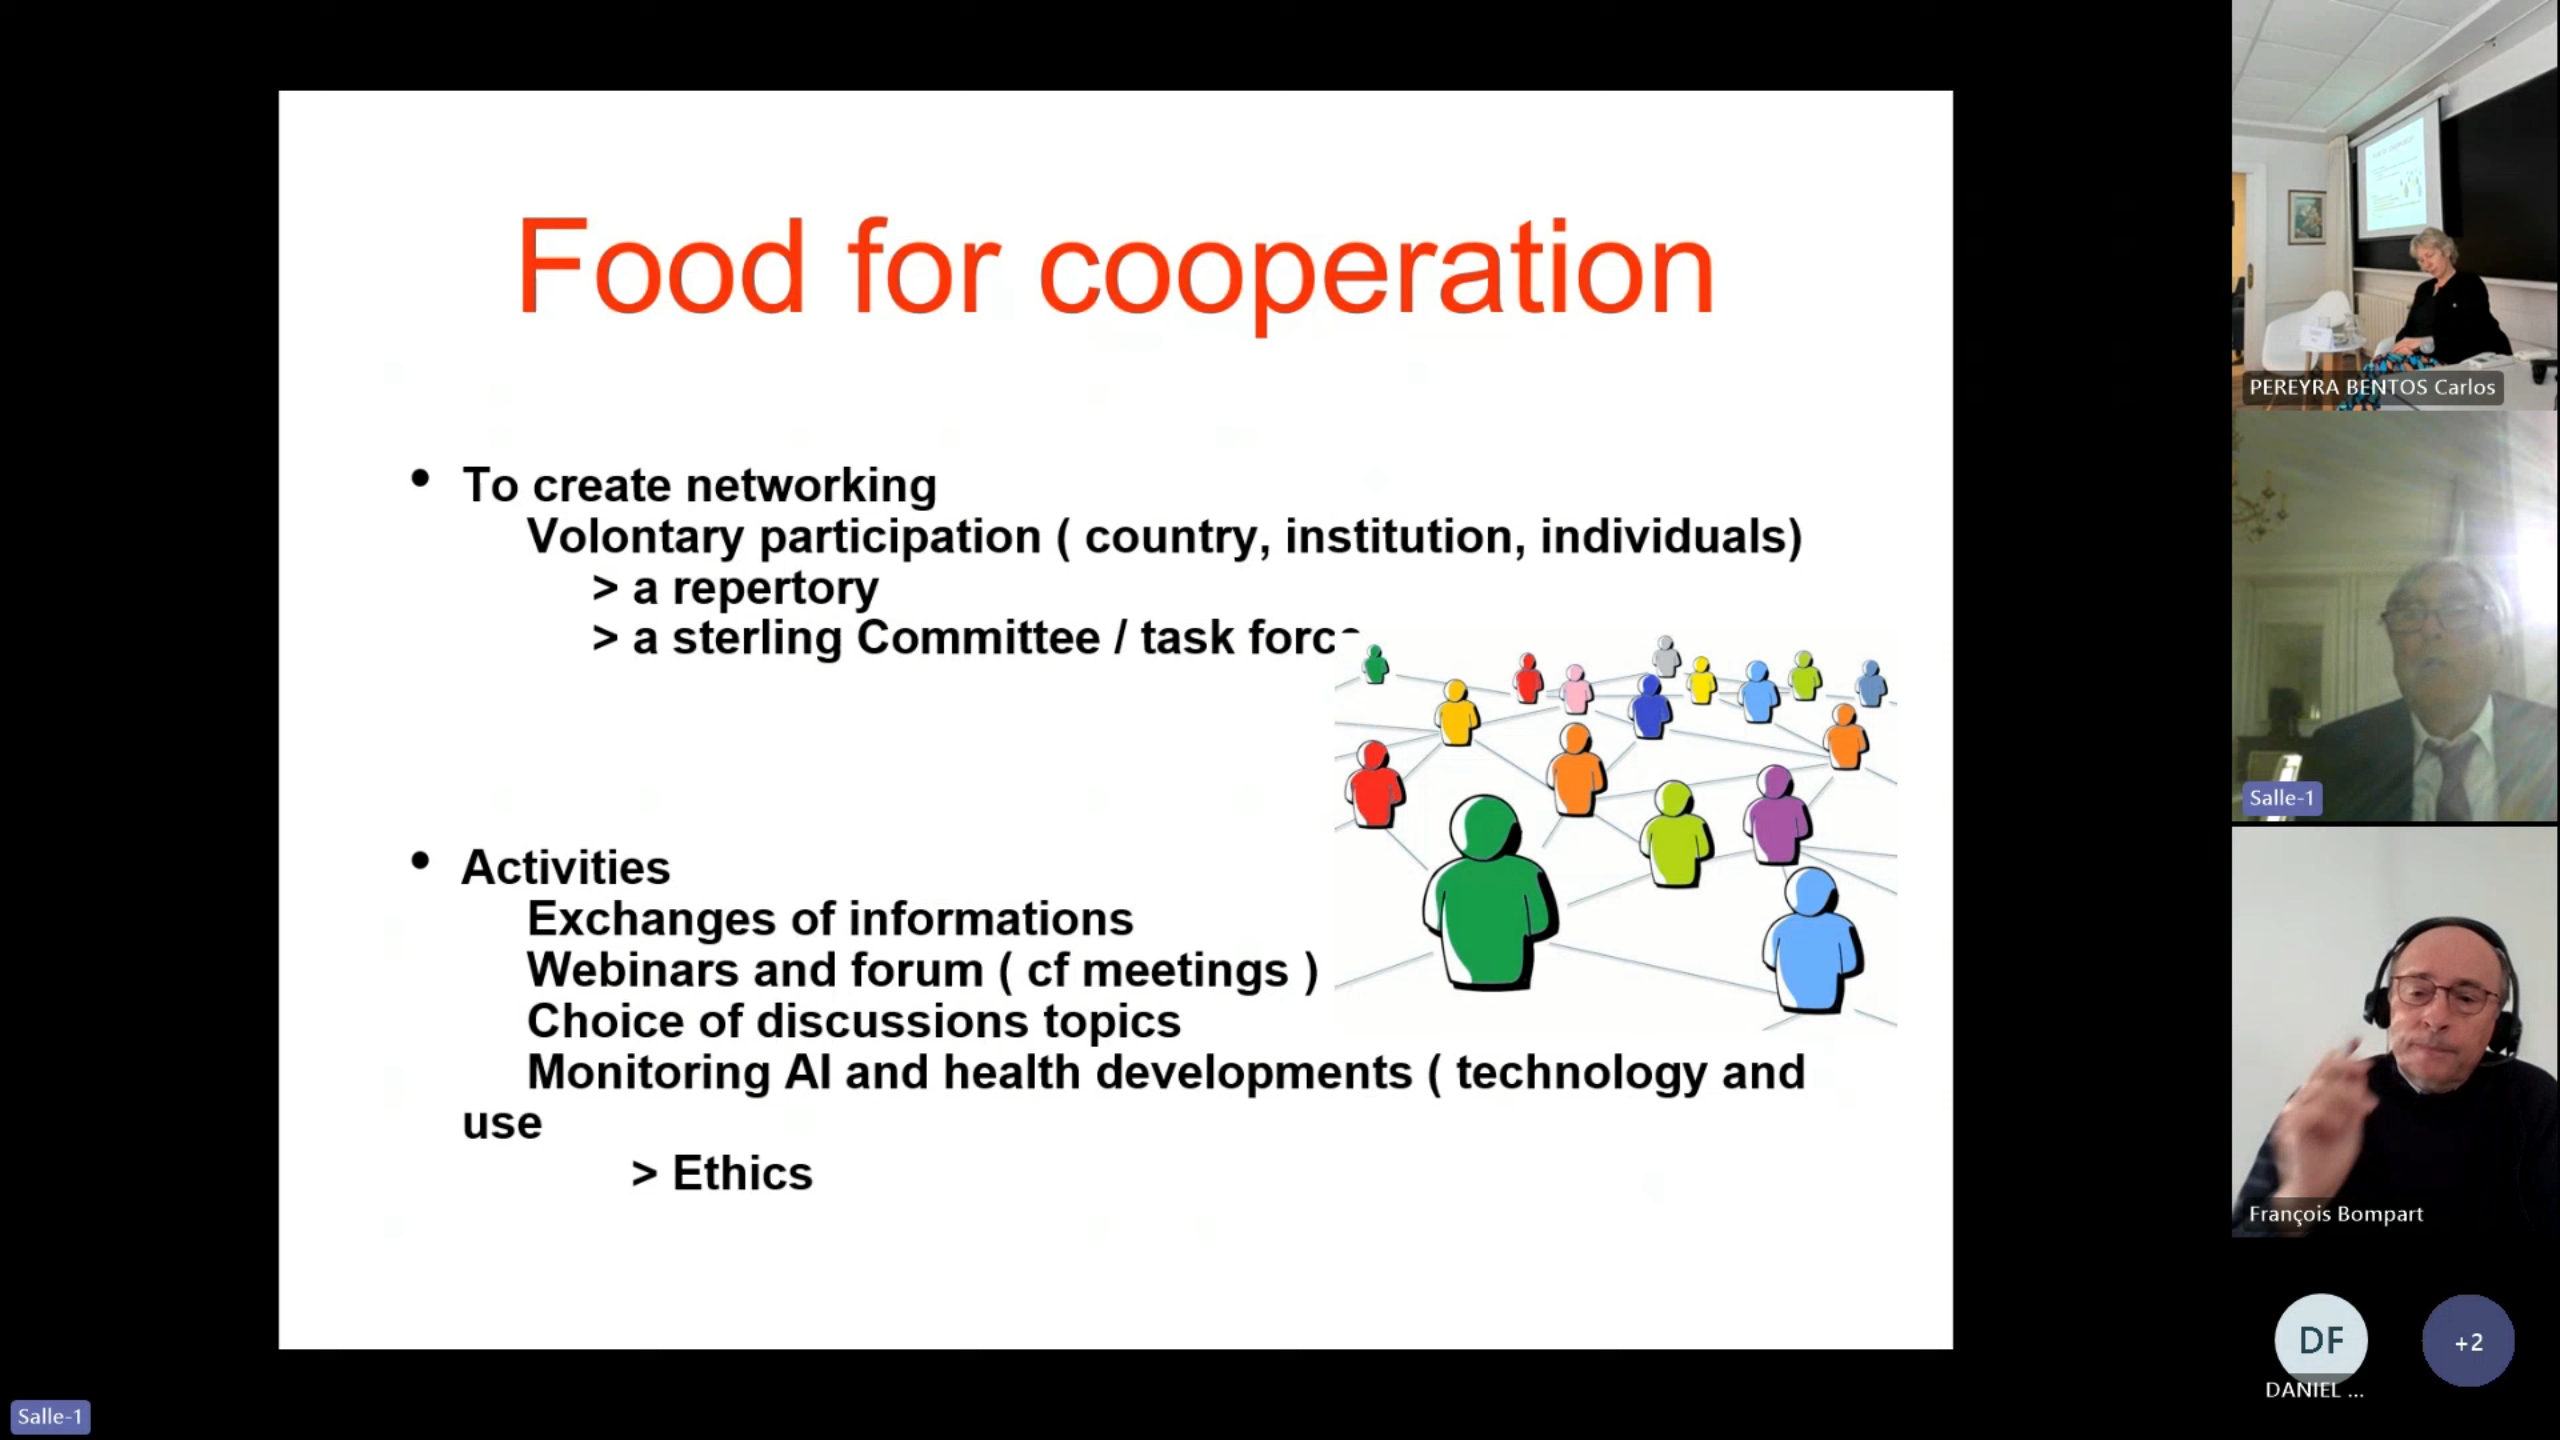 Food for cooperation
• To create networking
Volontary participation ( country, institution, individuals)
> a repertory
> a sterling Committee / task force
• Activities
Exchanges of informations
Webinars and forum ( cf meetings )
Choice of discussions topics
Monitoring AI and health developments ( technology and
use
> Ethics
PEREYRA BENTOS Carlos
Salle-1
François Bompart
DF
+2
DANIEL ...
Salle-1